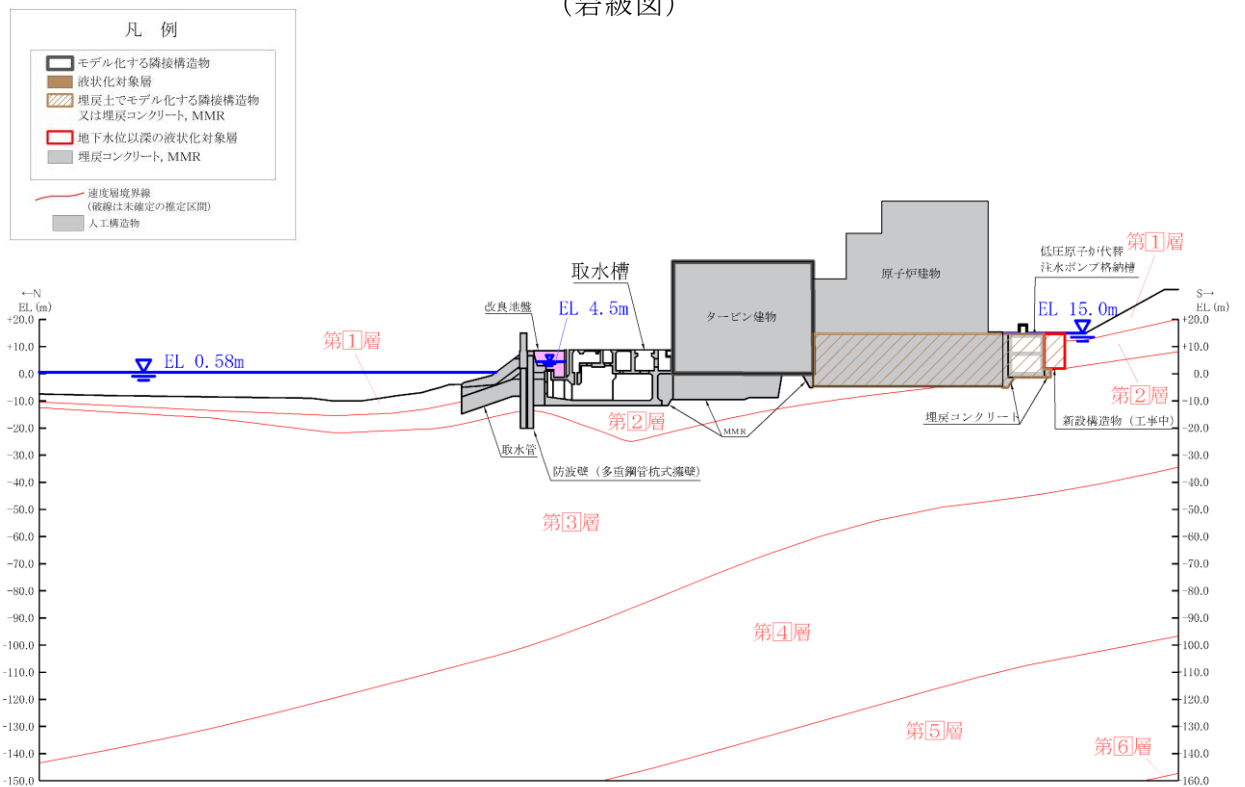 (岩級図)
凡 例
モデル化する隣接構造物
液状化対象層
埋戻土でモデル化する隣接構造物
又は埋戻コンクリート, MMR
地下水位以深の液状化対象層
埋戻コンクリート, MMR
速度層境界線
(破線は未確定の推定区間)
人工構造物
←N
EL(m)
+20.0
+10.0
0.0
-10.0
-20.0
-30.0
-40.0
-50.0
-60.0
-70.0
-80.0
-90.0
-100.0
-110.0
-120.0
-130.0
-140.0
-150.0
EL 0.58m
第1層
改良地盤
EL 4.5m
取水槽
タービン建物
原子炉建物
低圧原子炉代替
注水ポンプ格納槽
第1層
EL 15.0m
取水管
防波壁 (多重鋼管杭式擁壁)
第2層
MMR
埋戻コンクリート
新設構造物 (工事中)
第2層
第3層
第4層
第5層
第6層
S→
EL(m)
+20.0
+10.0
0.0
-10.0
-20.0
-30.0
-40.0
-50.0
-60.0
-70.0
-80.0
-90.0
-100.0
-110.0
-120.0
-130.0
-140.0
-160.0